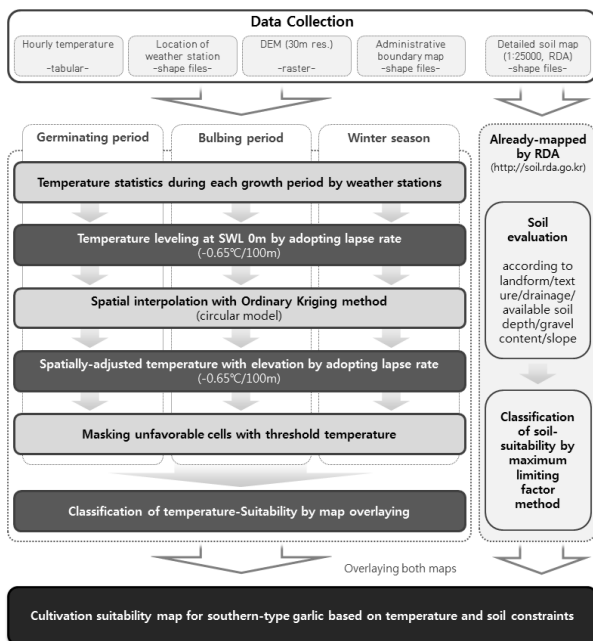 Data Collection
Hourly temperature
-tabular-
Location of
weather station
-shape files-
DEM (30m res.)
-raster-
Administrative
boundary map
-shape files-
Detailed soil map
(1:25000, RDA)
-shape files-
Germinating period
Bulbing period
Winter season
Temperature statistics during each growth period by weather stations
Temperature leveling at SWL 0m by adopting lapse rate
(-0.65℃/100m)
Spatial interpolation with Ordinary Kriging method
(circular model)
Spatially-adjusted temperature with elevation by adopting lapse rate
(-0.65℃/100m)
Masking unfavorable cells with threshold temperature
Classification of temperature-Suitability by map overlaying
Already-mapped
by RDA
(http://soil.rda.go.kr)
Soil
evaluation
according to
landform/text
ure/drainage/
available soil
depth/gravel
content/slope
Classification
of soil-
suitability by
maximum
limiting
factor
method
Overlaying both maps
Cultivation suitability map for southern-type garlic based on temperature and soil constraints